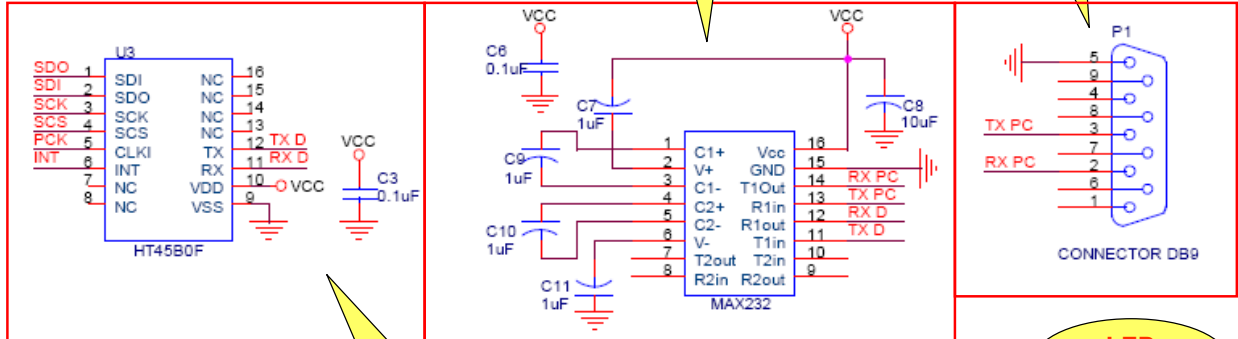 U3
SDO 1 SDI NC 16
SDI 2 SDO NC 15
SCK 3 SCK NC 14
SCS 4 SCS NC 13
PCK 5 CLKI TX 12 TX D
INT 6 INT RX 11 RX D
7 NC VDD 10 VCC
8 NC VSS 9
HT45B0F
VCC
C3
0.1uF
VCC
C6
0.1uF
VCC
C7
1uF
C8
10uF
C9
1uF
C10
1uF
C11
1uF
1 C1+ Vcc 16
2 V+ GND 15
3 C1- T1Out 14 RX PC
4 C2+ R1in 13 TX PC
5 C2- R1out 12 RX D
6 V- T1in 11 TX D
7 T2out T2in 10
8 R2in R2out 9
MAX232
P1
5
9
4
8
TX PC 3
7
RX PC 2
6
1
CONNECTOR DB9